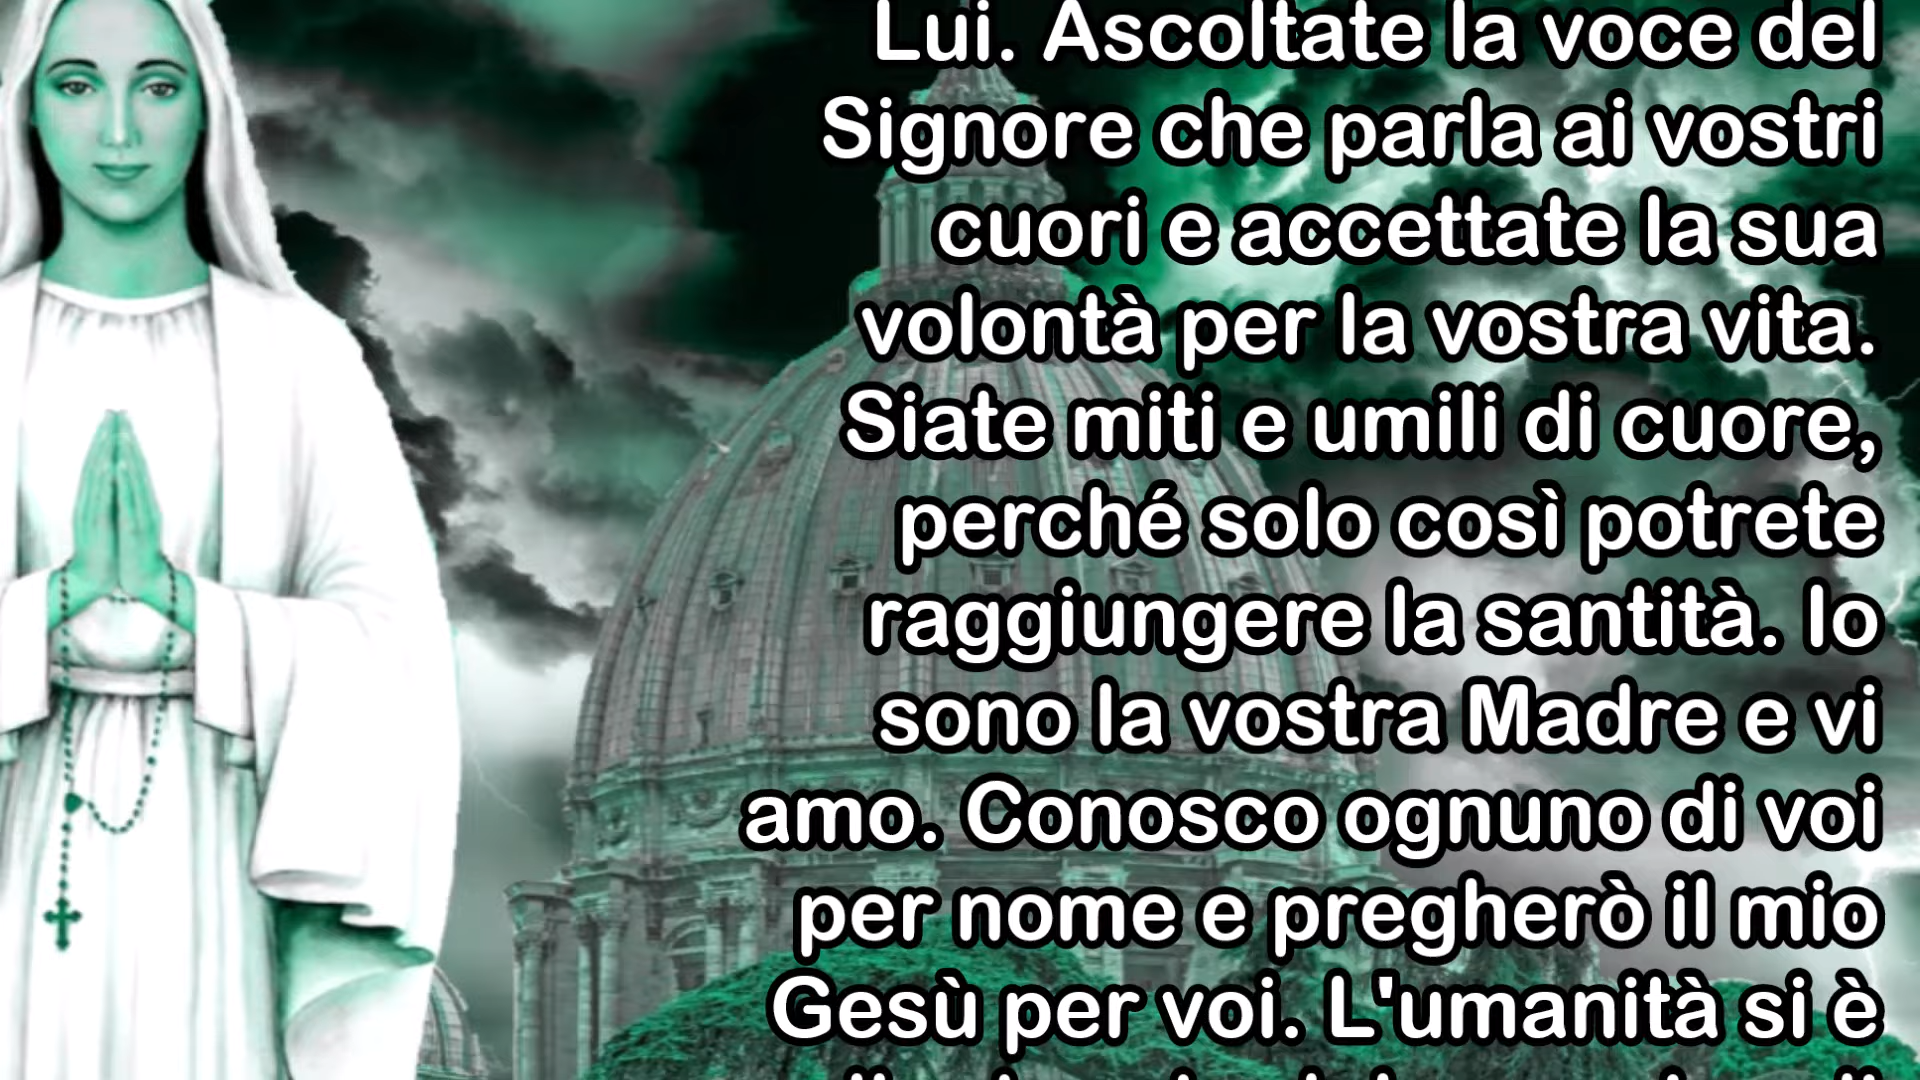 Lui. Ascoltate la voce del
Signore che parla ai vostri
cuori e accettate la sua
volontà per la vostra vita.
Siate miti e umili di cuore,
perché solo così potrete
raggiungere la santità. Io
sono la vostra Madre e vi
amo. Conosco ognuno di voi
per nome e pregherò il mio
Gesù per voi. L'umanità si è